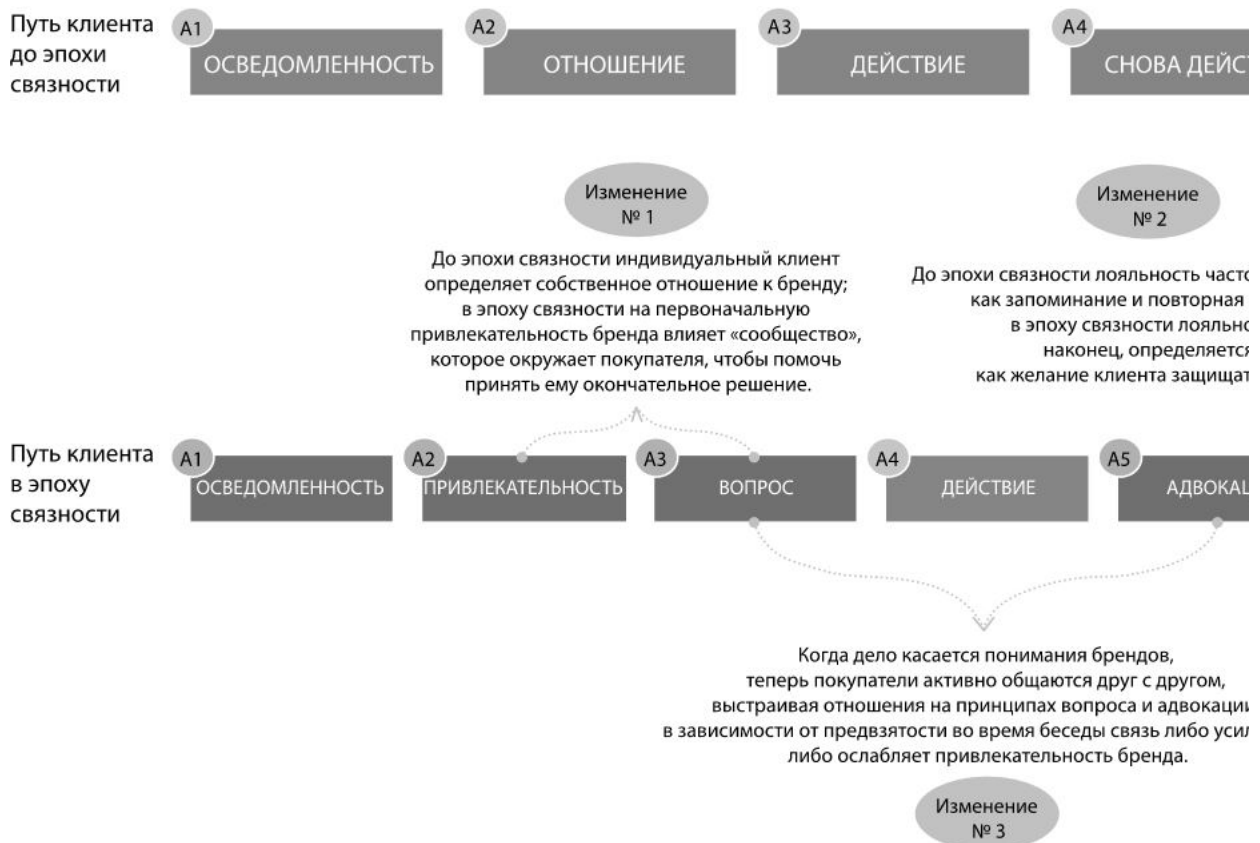 Путь клиента
до эпохи
связности
A1
ОСВЕДОМЛЕННОСТЬ
A2
ОТНОШЕНИЕ
A3
ДЕЙСТВИЕ
A4
СНОВА
Изменение
№ 1
До эпохи связности индивидуальный клиент
определяет собственное отношение к бренду;
в эпоху связности на первоначальную
привлекательность бренда влияет «сообщество»,
которое окружает покупателя, чтобы помочь
принять ему окончательное решение.
Изменение
№ 2
До эпохи связности лояльность
как запоминание и повторная
в эпоху связности
наконец, определяется
как желание клиента
Путь клиента
в эпоху
связности
A1
ОСВЕДОМЛЕННОСТЬ
A2
ПРИВЛЕКАТЕЛЬНОСТЬ
A3
ВОПРОС
A4
ДЕЙСТВИЕ
A5
Когда дело касается понимания брендов,
теперь покупатели активно общаются друг с другом,
выстраивая отношения на принципах вопроса и адвокации
в зависимости от предвзятости во время беседы связь либо
либо ослабляет привлекательность бренда.
Изменение
№ 3